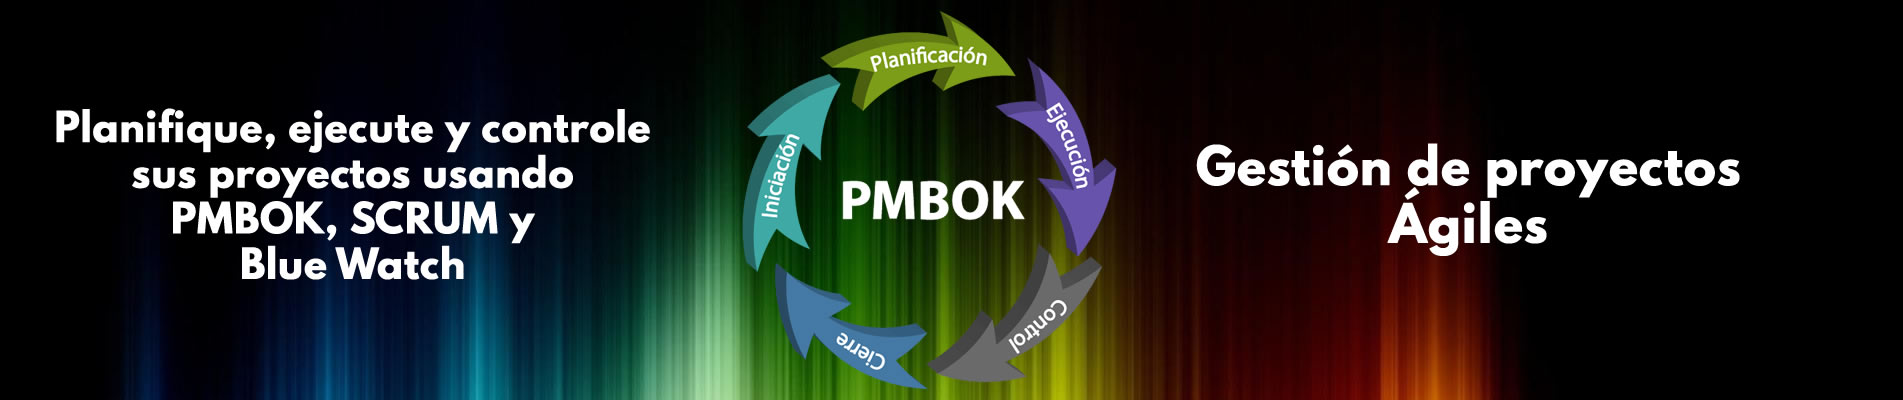 Planifique, ejecute y controle
sus proyectos usando
PMBOK, SCRUM y
Blue Watch
Iniciación
Planificación
Ejecución
Control
Cierre
PMBOK
Gestión de proyectos
Ágiles